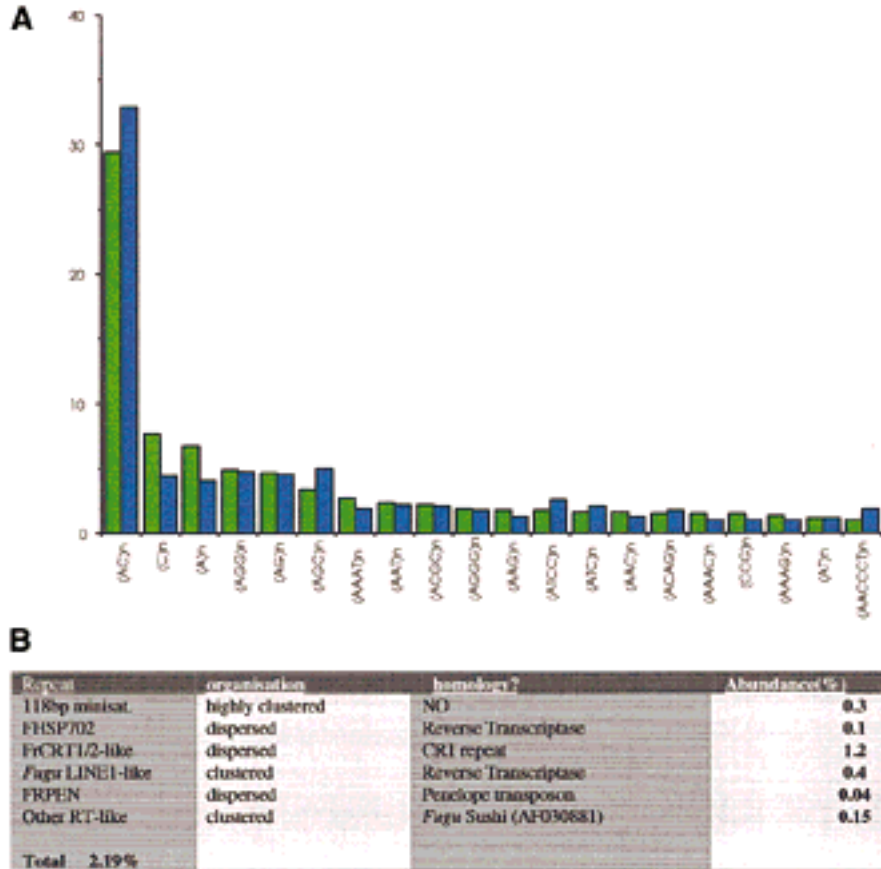 A
40
30
20
10
0
(AC)n
(C)n
(A)n
(AGG)n
(AG)n
(AGC)n
(AAAT)n
(AAT)n
(ACGC)n
(AGGG)n
(AAG)n
(ATCC)n
(ATC)n
(AAC)n
(ACAG)n
(AAAC)n
(CCG)n
(AAAG)n
(AT)n
(AACCCT)n
B
Repeat organisation homology? Abundance(%)
118bp minisat. highly clustered NO 0.3
FHSP702 dispersed Reverse Transcriptase 0.1
FrCRT1/2-like dispersed CR1 repeat 1.2
Fugu LINE1-like clustered Reverse Transcriptase 0.4
FRPEN dispersed Penelope transposon 0.04
Other RT-like clustered Fugu Sushi (AF030881) 0.15
Total 2.19%